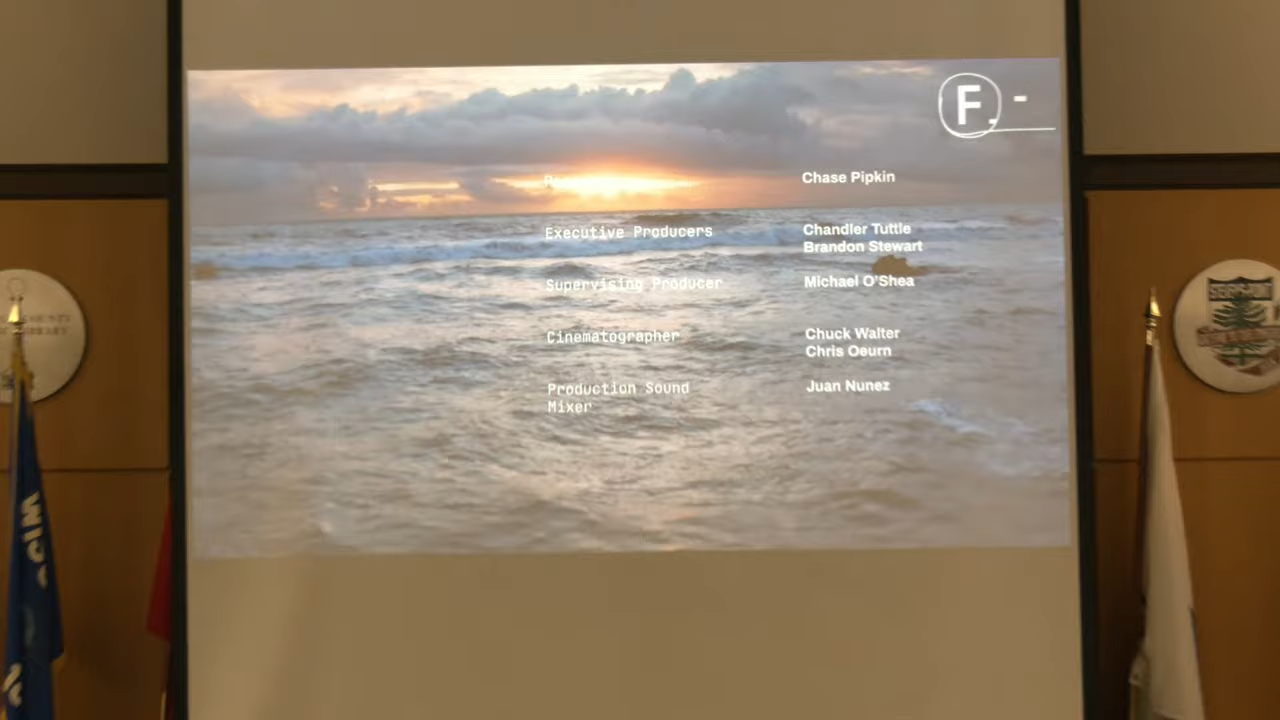 F.
Chase Pipkin
Executive Producers
Chandler Tuttle
Brandon Stewart
Supervising Producer
Michael O'Shea
Cinematographer
Chuck Walter
Chris Oeurn
Production Sound
Mixer
Juan Nunez